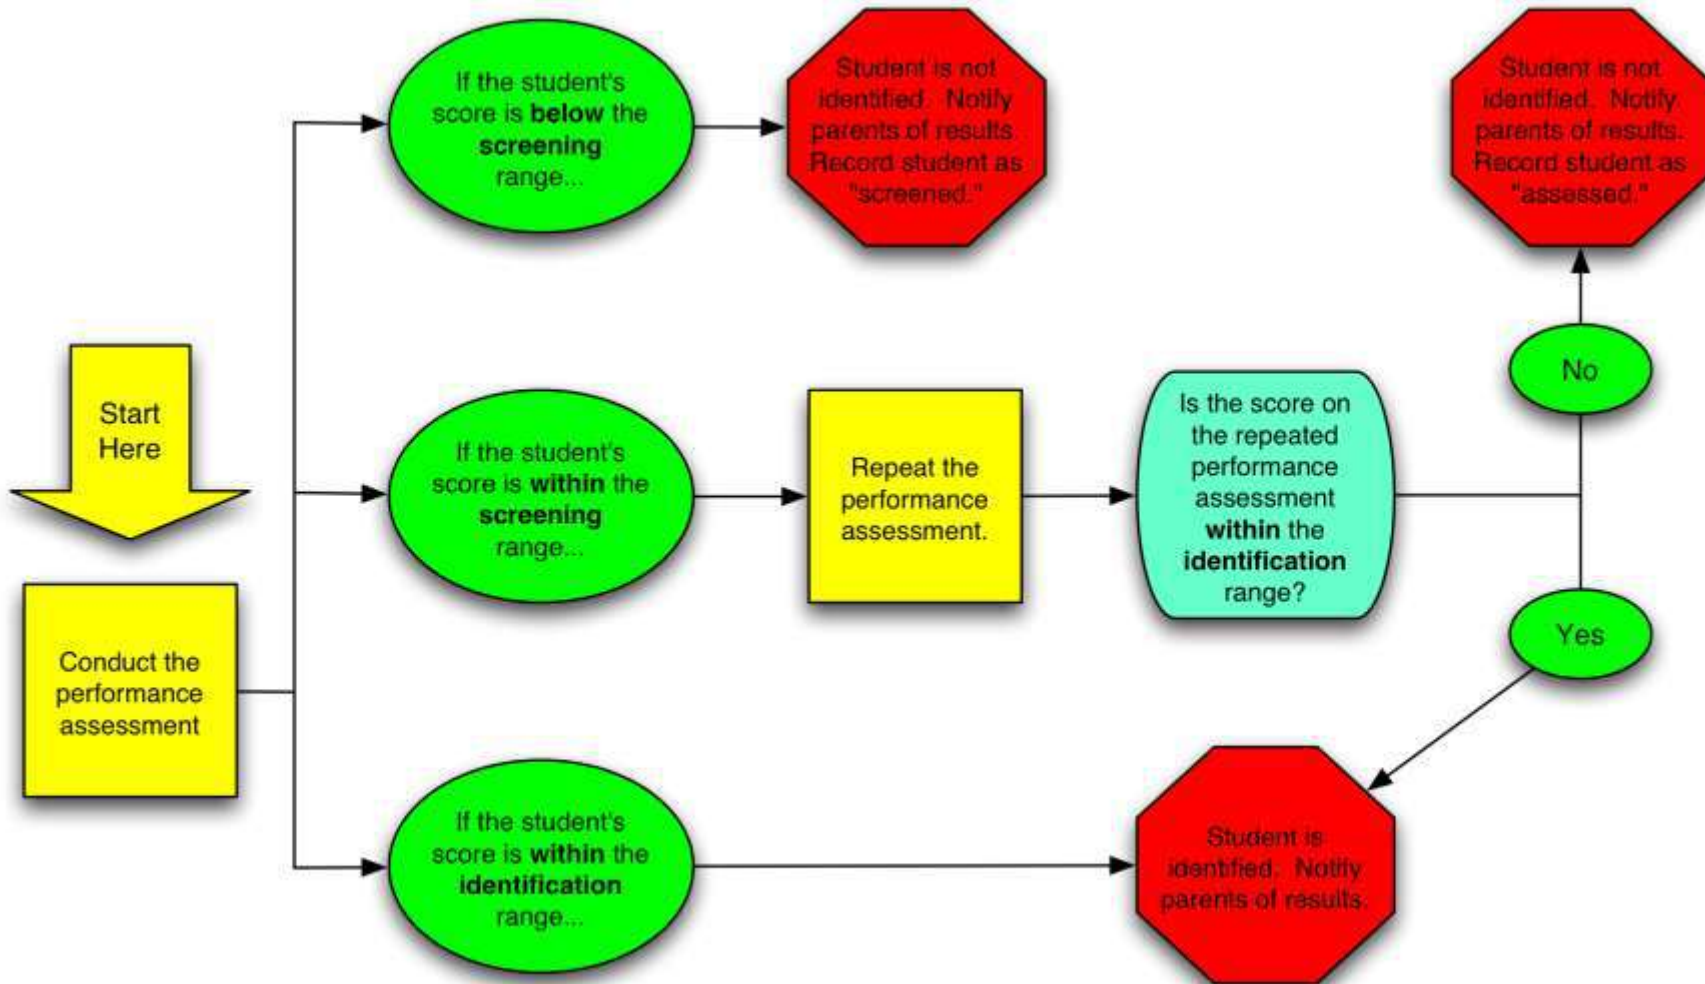 Start
Here
Conduct the
performance
assessment
If the student's
score is below the
screening
range...
Student is not
identified. Notify
parents of results.
Record student as
"screened."
If the student's
score is within the
screening
range...
Repeat the
performance
assessment.
Is the score on
the repeated
performance
assessment
within the
identification
range?
No
Student is not
identified. Notify
parents of results.
Record student as
"assessed."
Yes
If the student's
score is within the
identification
range...
Student is
identified. Notify
parents of results.